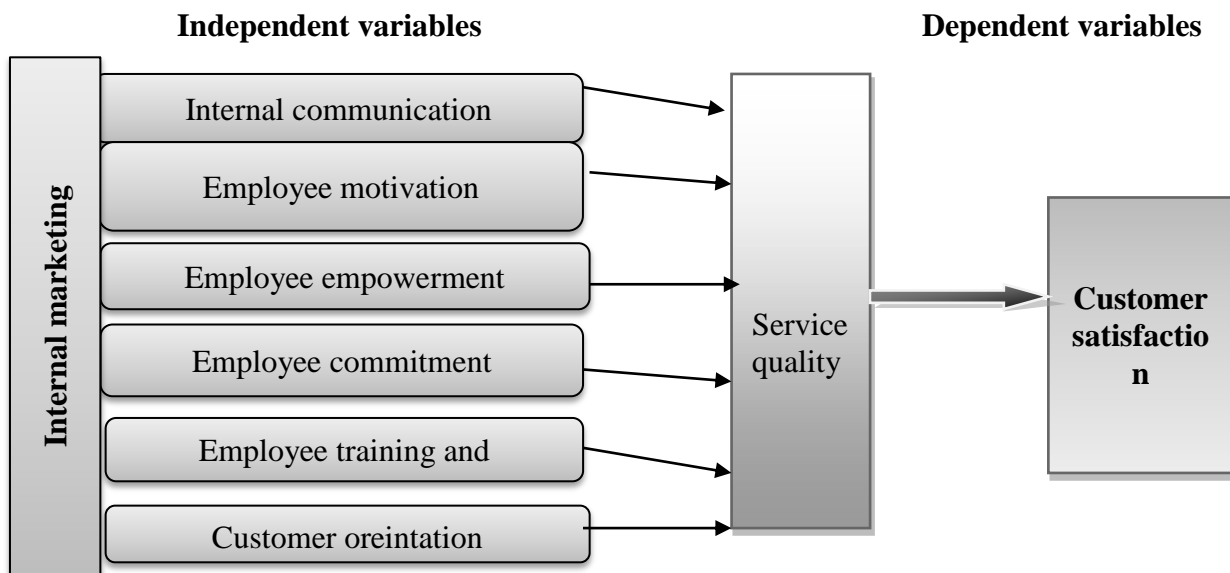 Independent variables
Dependent variables
Internal marketing
Internal communication
Employee motivation
Employee empowerment
Employee commitment
Employee training and
Customer oreintation
Service
quality
Customer
satisfactio
n